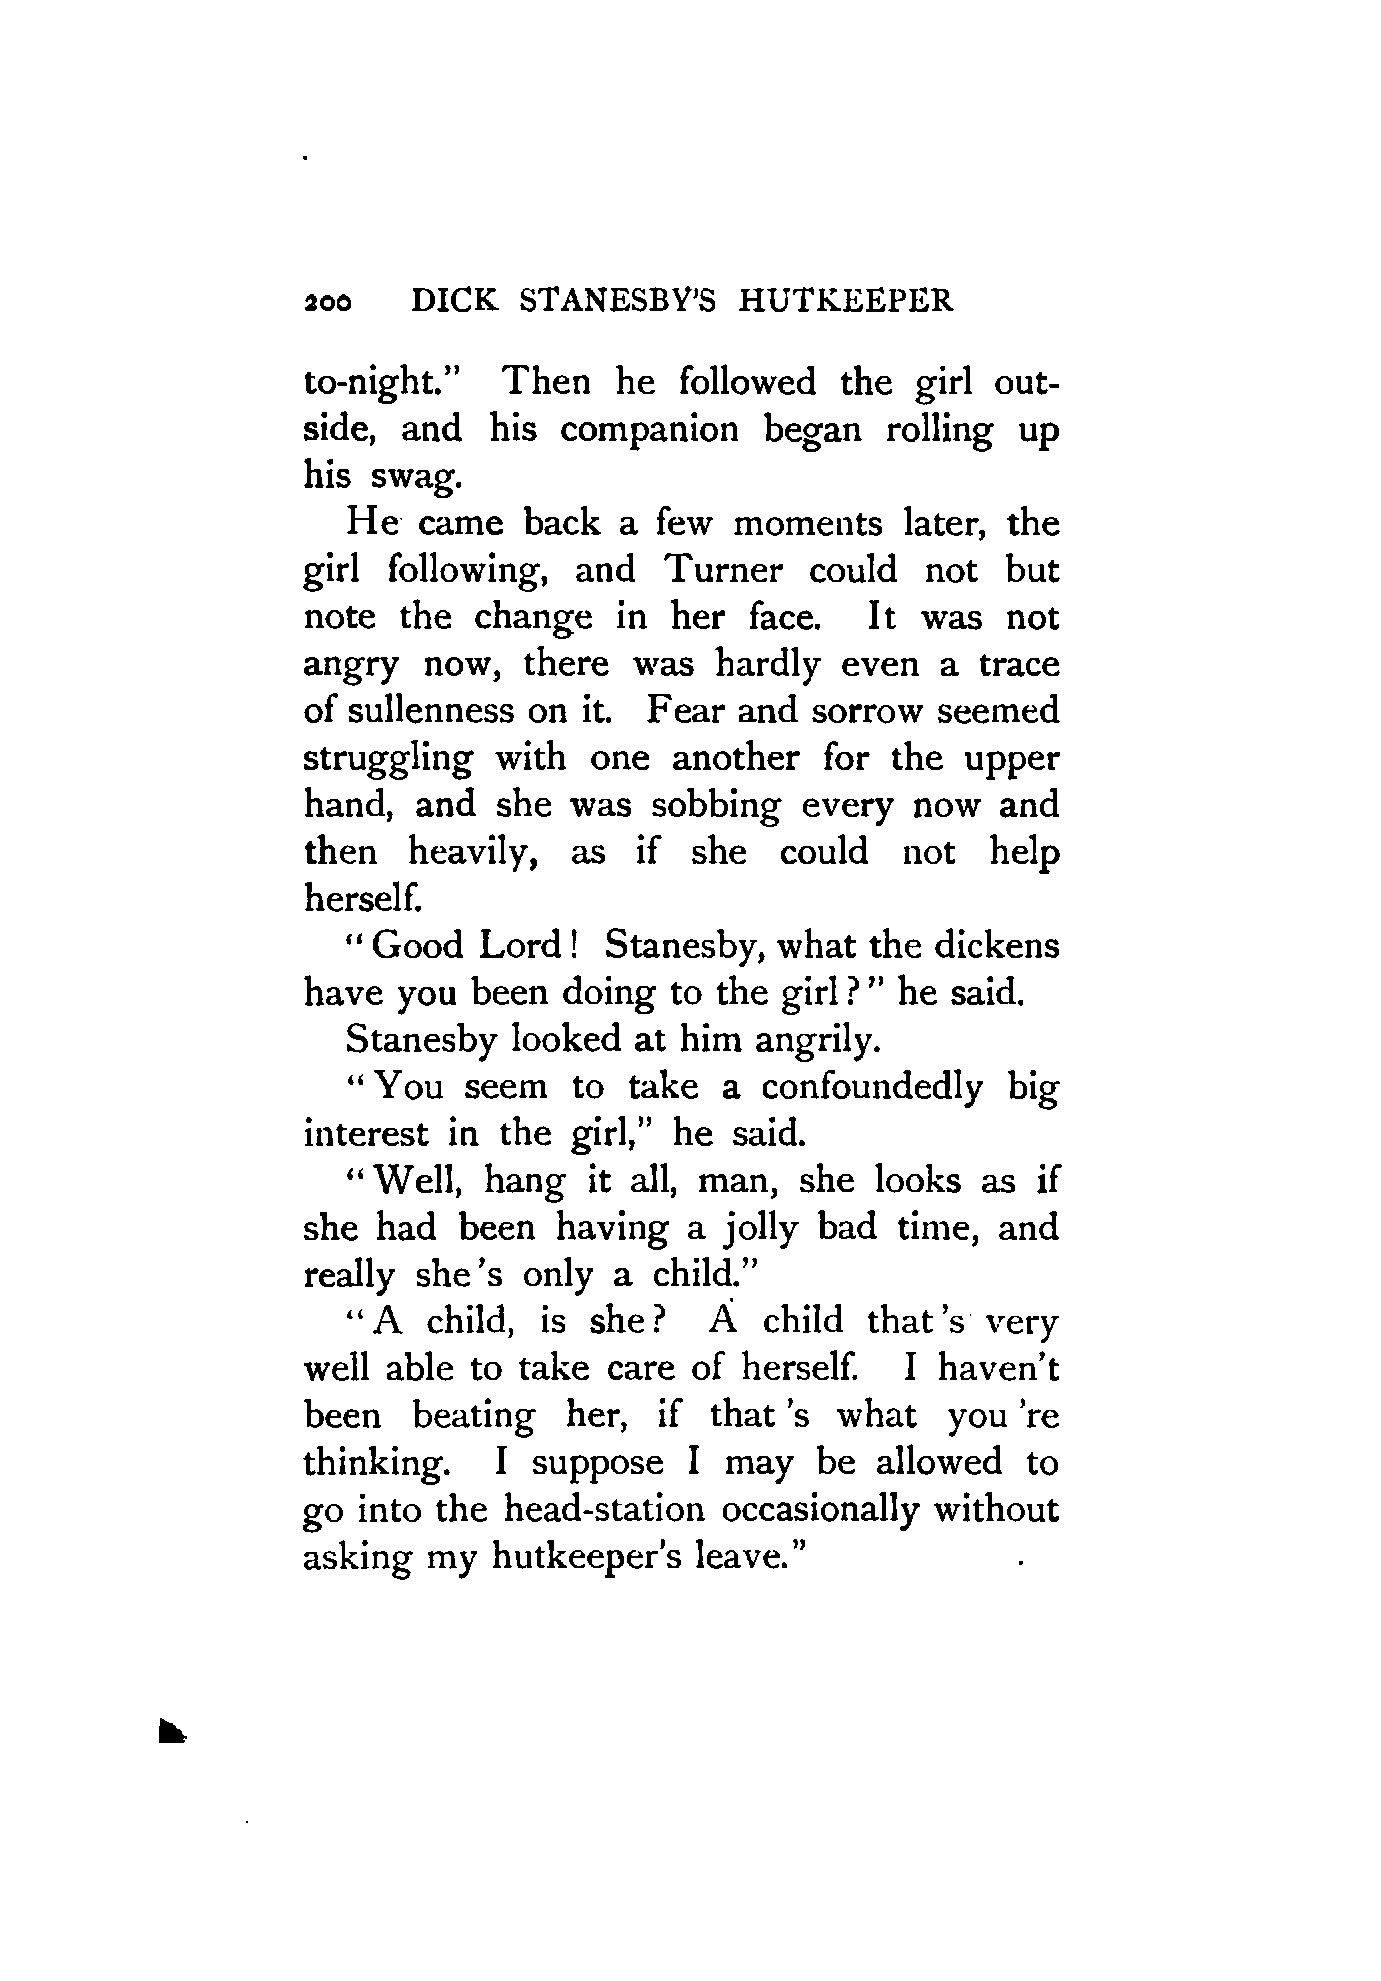 200 DICK STANESBY'S HUTKEEPER
to-night." Then he followed the girl out-
side, and his companion began rolling up
his swag.
He came back a few moments later, the
girl following, and Turner could not but
note the change in her face. It was not
angry now, there was hardly even a trace
of sullenness on it. Fear and sorrow seemed
struggling with one another for the upper
hand, and she was sobbing every now and
then heavily, as if she could not help
herself.
"Good Lord! Stanesby, what the dickens
have you been doing to the girl?" he said.
Stanesby looked at him angrily.
"You seem to take a confoundedly big
interest in the girl," he said.
"Well, hang it all, man, she looks as if
she had been having a jolly bad time, and
really she's only a child."
"A child, is she? A child that's very
well able to take care of herself. I haven't
been beating her, if that's what you're
thinking. I suppose I may be allowed to
go into the head-station occasionally without
asking my hutkeeper's leave."